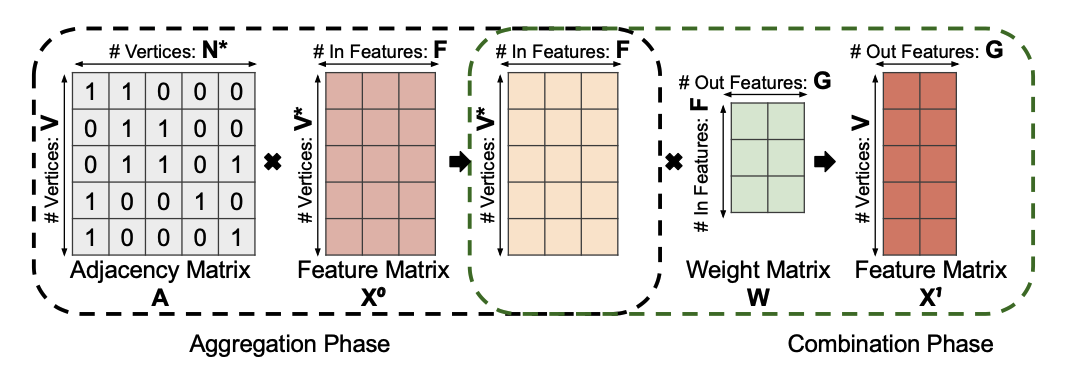 # Vertices: N*
# In Features: F
# In Features: F
# Out Features: G
# Out Features: G
# Vertices: V
1 1 0 0 0
0 1 1 0 0
0 1 1 0 1
1 0 0 1 0
1 0 0 0 1
# Vertices: V*
# Vertices: V*
# In Features: F
# Vertices: V
✖
✖
Adjacency Matrix
A
Feature Matrix
X⁰
Weight Matrix
W
Feature Matrix
X¹
Aggregation Phase
Combination Phase